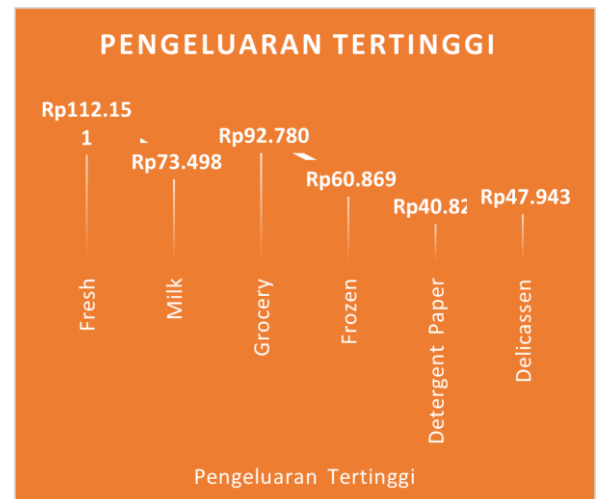 PENGELUARAN TERTINGGI
Rp112.15
1
Rp73.498
Rp92.780
Rp60.869
Rp40.82
Rp47.943
Fresh
Milk
Grocery
Frozen
Detergent Paper
Delicassen
Pengeluaran Tertinggi